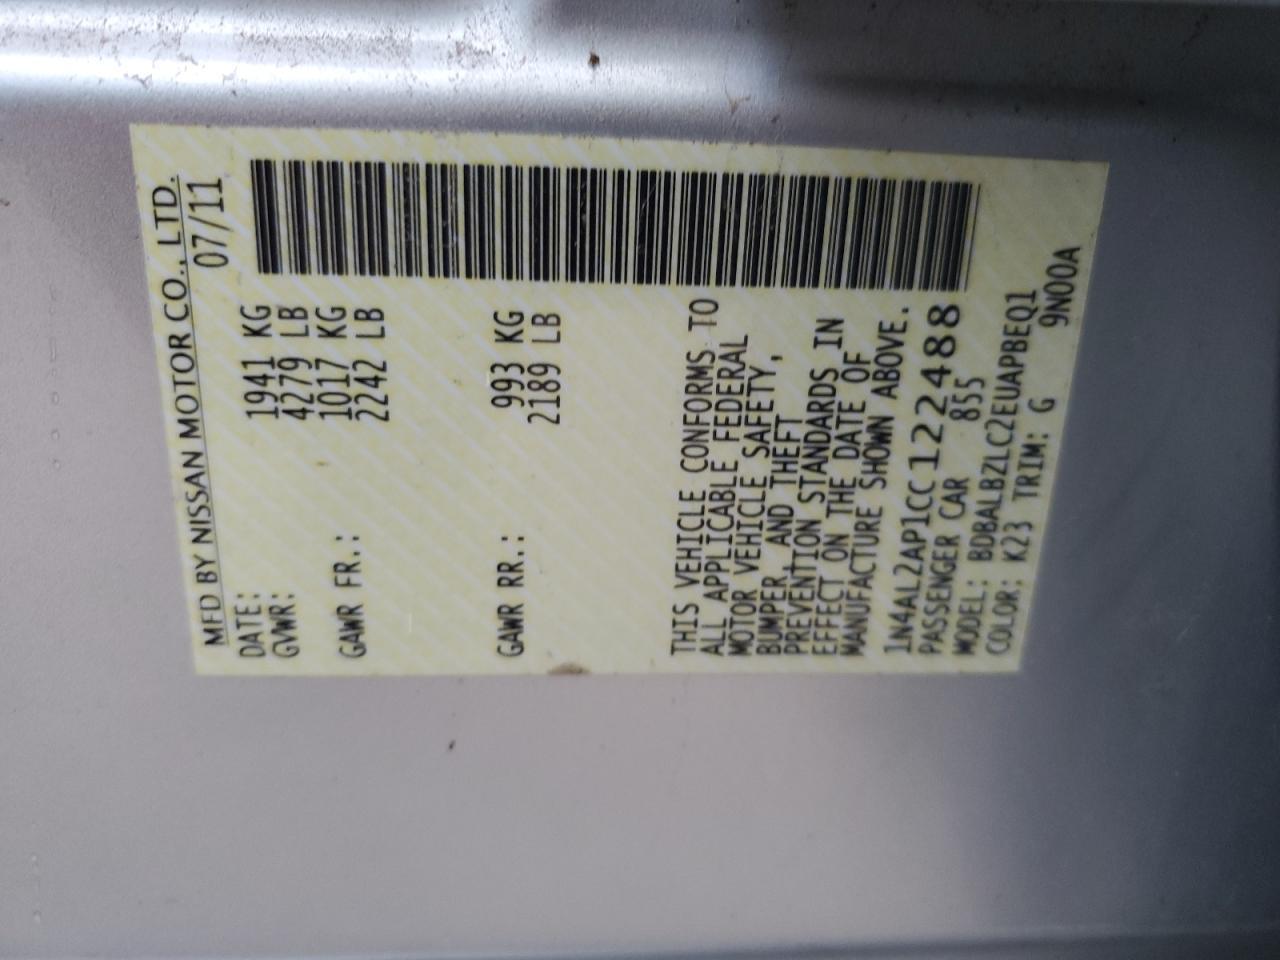 MFD BY NISSAN MOTOR CO., LTD.
DATE: 07/11
GVWR: 1941 KG
4279 LB
GAWR FR.: 1017 KG
2242 LB
GAWR RR.: 993 KG
2189 LB
THIS VEHICLE CONFORMS TO
ALL APPLICABLE FEDERAL
MOTOR VEHICLE SAFETY,
BUMPER, AND THEFT
PREVENTION STANDARDS IN
EFFECT ON THE DATE OF
MANUFACTURE SHOWN ABOVE.
1N4AL2AP1CC122488
PASSENGER CAR 855
MODEL: BDBALBZLC2EUAPBEQ1
COLOR: K23 TRIM: G 9N00A